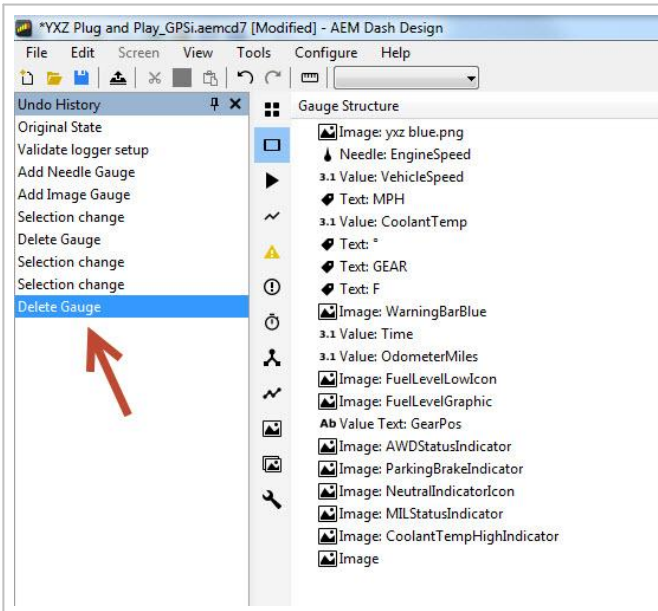 *YXZ Plug and Play_GPSi.aemcd7 [Modified] - AEM Dash Design
File Edit Screen View Tools Configure Help
Undo History
Original State
Validate logger setup
Add Needle Gauge
Add Image Gauge
Selection change
Delete Gauge
Selection change
Selection change
Delete Gauge
Gauge Structure
Image: yxz blue.png
Needle: EngineSpeed
3.1 Value: VehicleSpeed
Text: MPH
3.1 Value: CoolantTemp
Text: °
Text: GEAR
Text: F
Image: WarningBarBlue
3.1 Value: Time
3.1 Value: OdometerMiles
Image: FuelLevelLowIcon
Image: FuelLevelGraphic
Ab Value Text: GearPos
Image: AWDStatusIndicator
Image: ParkingBrakeIndicator
Image: NeutralIndicatorIcon
Image: MILStatusIndicator
Image: CoolantTempHighIndicator
Image